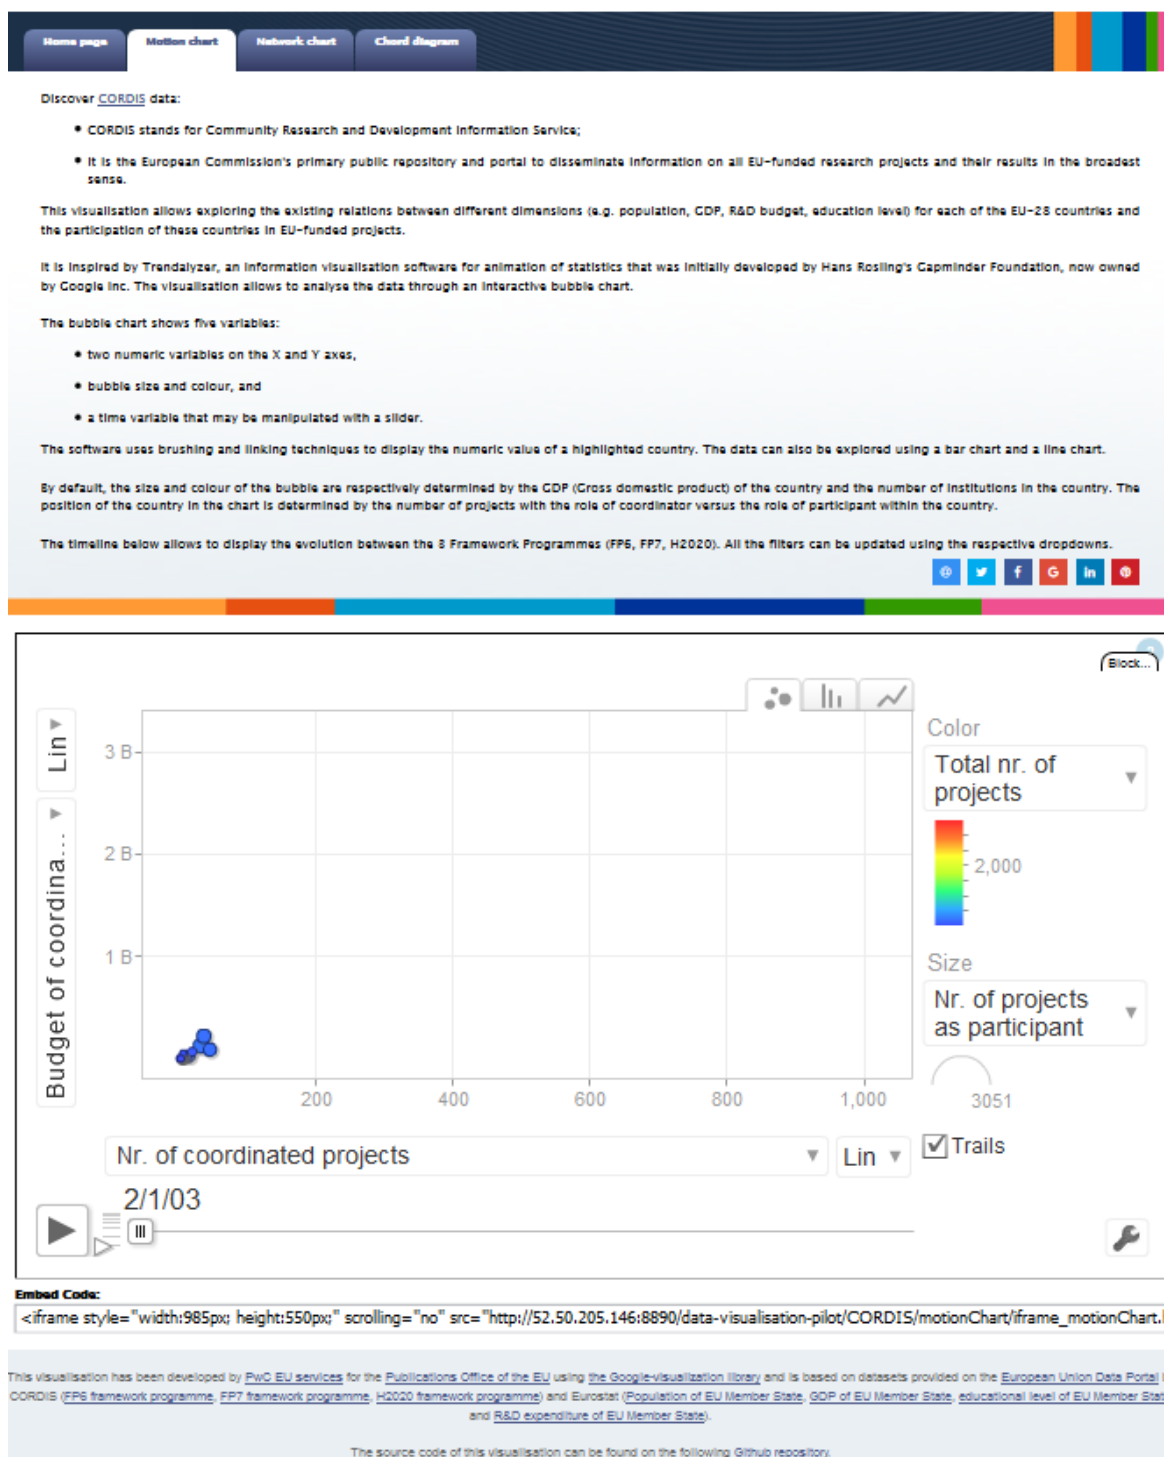 Home page Motion chart Network chart Chord diagram
Discover CORDIS data:
• CORDIS stands for Community Research and Development Information Service;
• It is the European Commission's primary public repository and portal to disseminate information on all EU-funded research projects and their results in the broadest
sense.
This visualisation allows exploring the existing relations between different dimensions (e.g. population, GDP, R&D budget, education level) for each of the EU-28 countries and
the participation of these countries in EU-funded projects.
It is inspired by Trendalyzer, an information visualisation software for animation of statistics that was initially developed by Hans Rosling's Gapminder Foundation, now owned
by Google Inc. The visualisation allows to analyse the data through an interactive bubble chart.
The bubble chart shows five variables:
• two numeric variables on the X and Y axes,
• bubble size and colour, and
• a time variable that may be manipulated with a slider.
The software uses brushing and linking techniques to display the numeric value of a highlighted country. The data can also be explored using a bar chart and a line chart.
By default, the size and colour of the bubble are respectively determined by the GDP (Gross domestic product) of the country and the number of institutions in the country. The
position of the country in the chart is determined by the number of projects with the role of coordinator versus the role of participant within the country.
The timeline below allows to display the evolution between the 8 Framework Programmes (FP6, FP7, H2020). All the filters can be updated using the respective dropdowns.
@ f G in
Block...
Lin
Budget of coordina...
3 B
2 B
1 B
200 400 600 800 1,000
Color
Total nr. of
projects
2,000
Size
Nr. of projects
as participant
3051
Trails
Nr. of coordinated projects
Lin
2/1/03
Embed Code:
<iframe style="width:985px; height:550px;" scrolling="no" src="http://52.50.205.146:8890/data-visualisation-pilot/CORDIS/motionChart/iframe_motionChart.
This visualisation has been developed by PwC EU services for the Publications Office of the EU using the Google-visualization library and is based on datasets provided on the European Union Data Portal
CORDIS (FP6 framework programme, FP7 framework programme, H2020 framework programme) and Eurostat (Population of EU Member State, GDP of EU Member State, educational level of EU Member Stat
and R&D expenditure of EU Member State).
The source code of this visualisation can be found on the following Github repository.